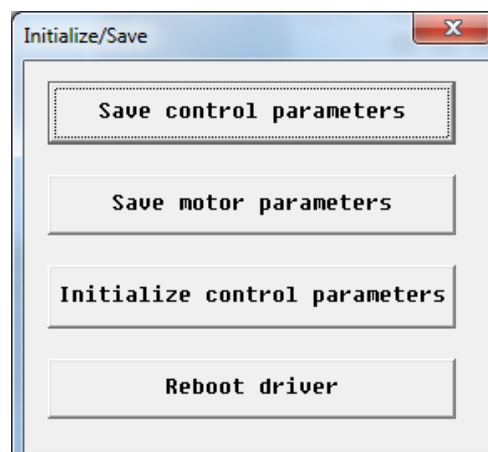 Initialize/Save
Save control parameters
Save motor parameters
Initialize control parameters
Reboot driver